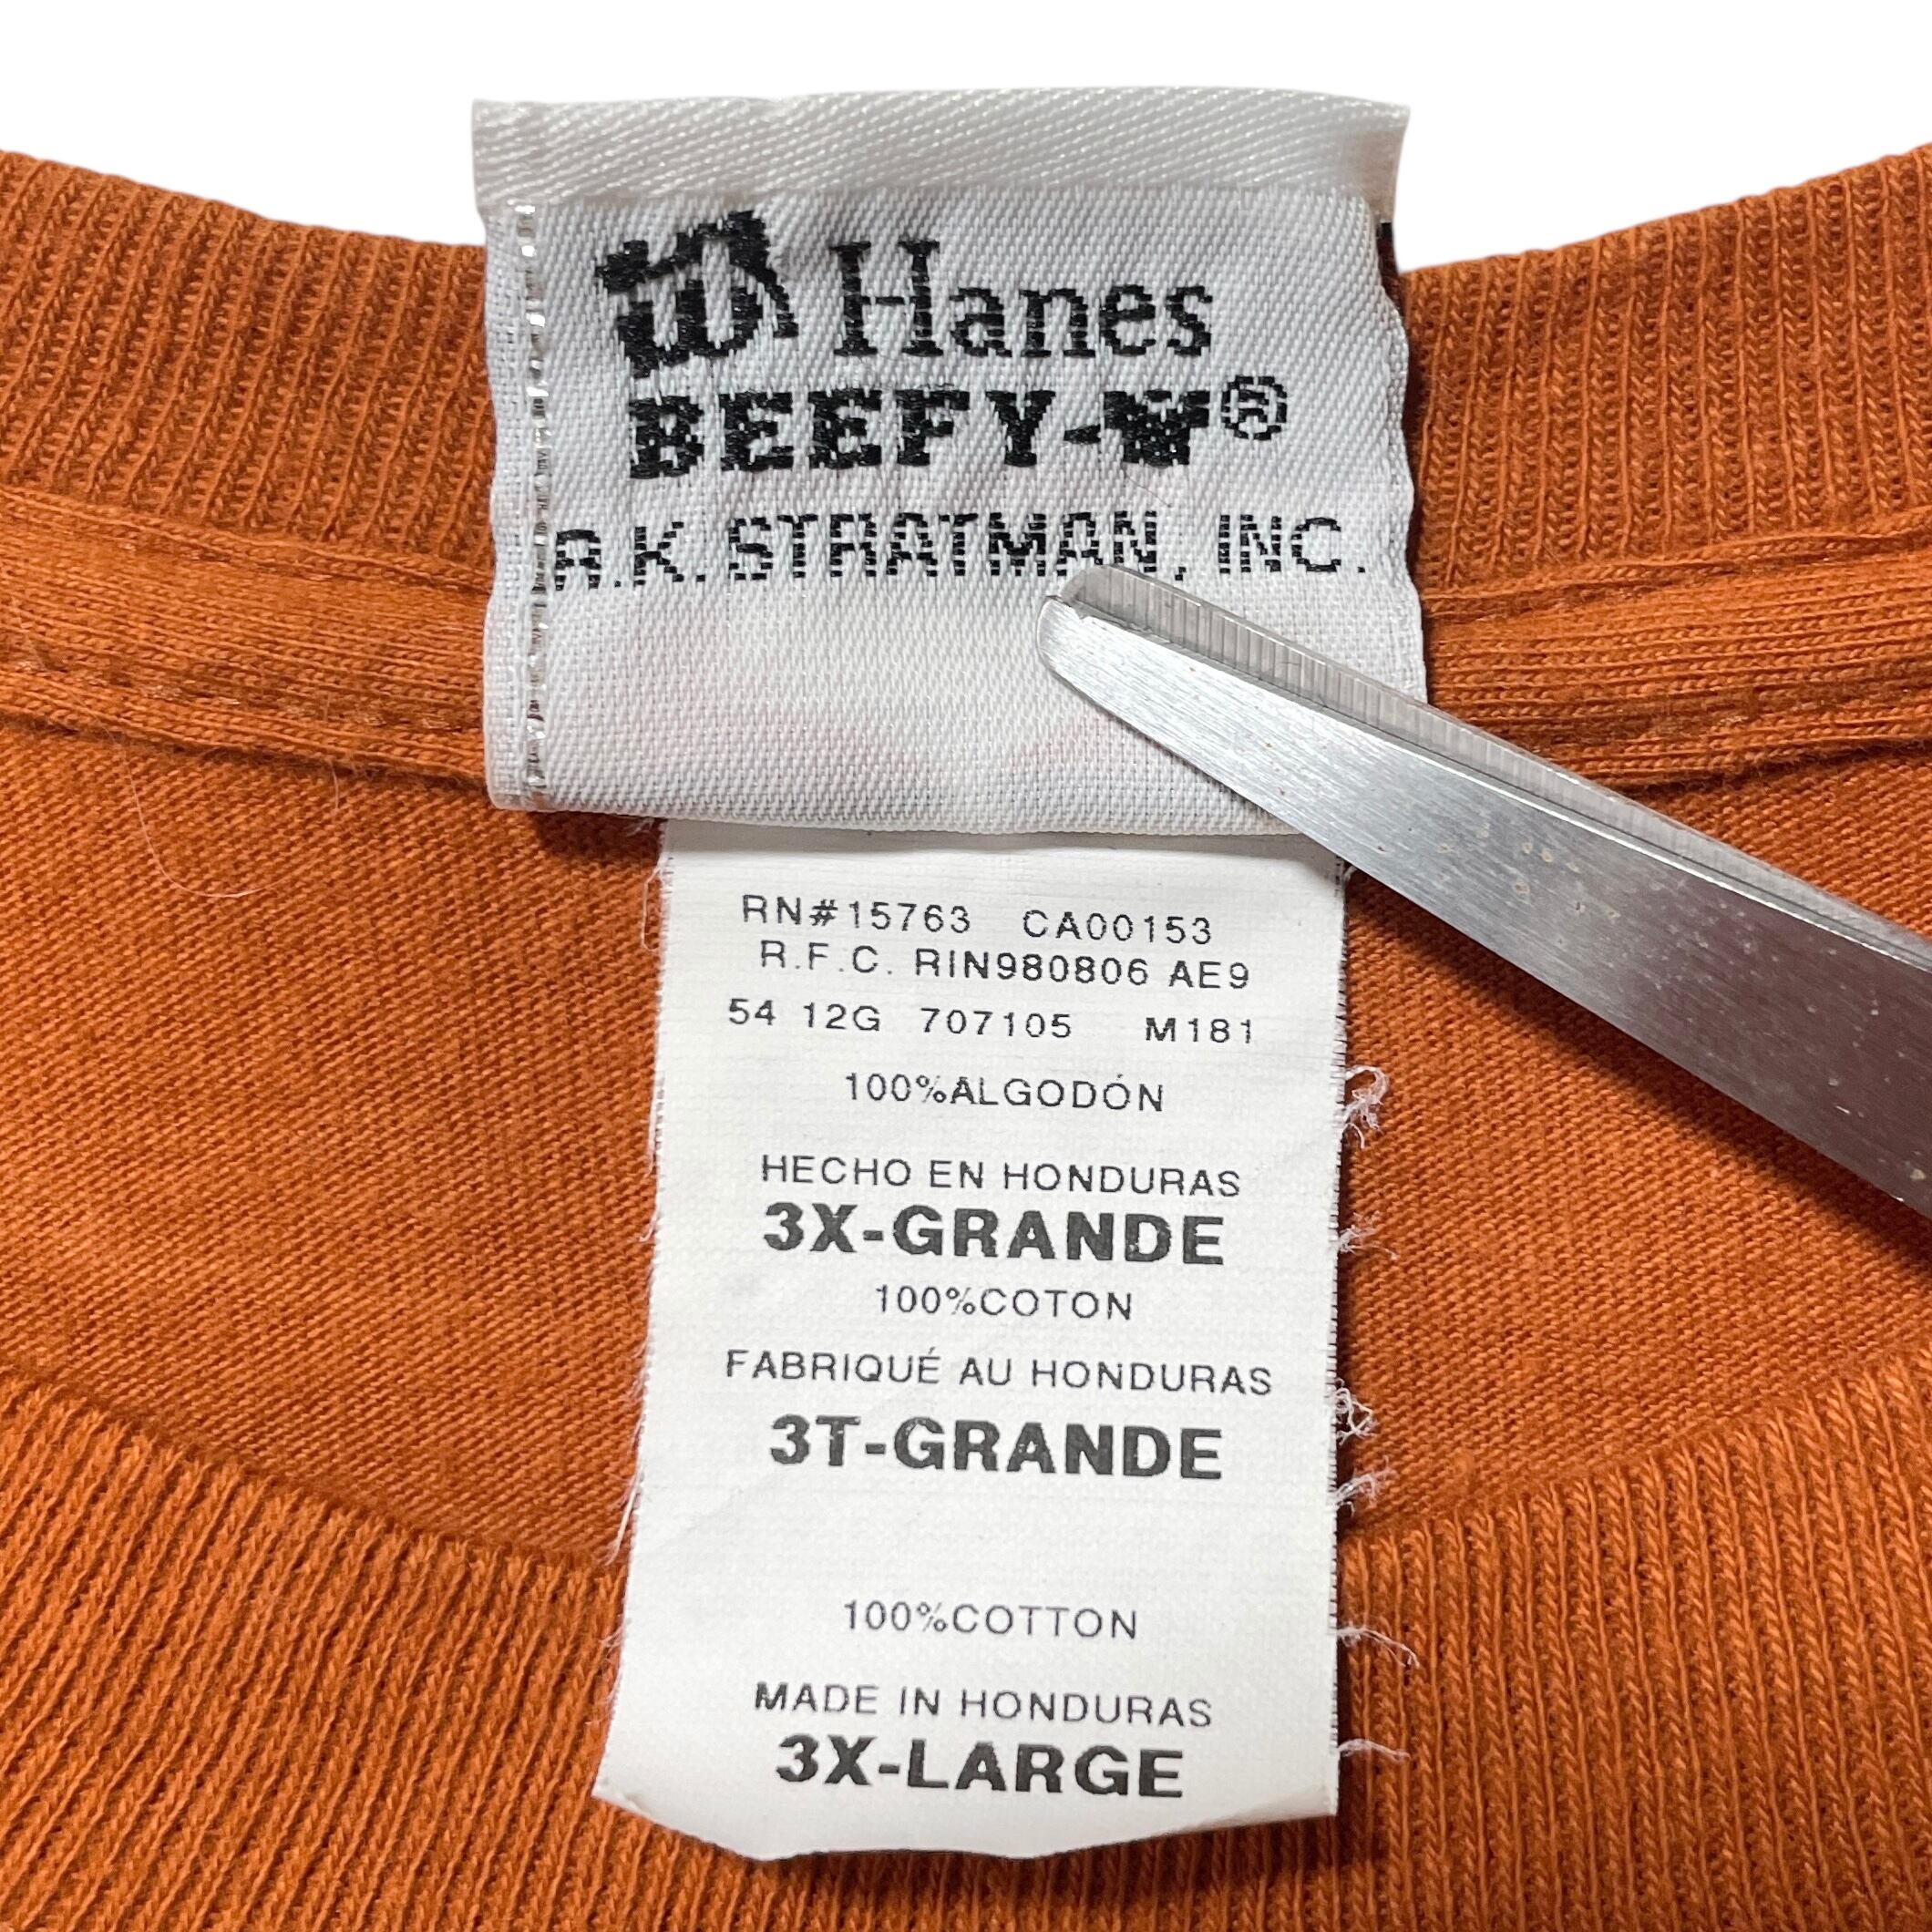 Hanes
BEEFY-T®
R.K. STRATMAN, INC.
RN#15763 CA00153
R.F.C. RIN980806 AE9
54 12G 707105 M181
100%ALGODÓN
HECHO EN HONDURAS
3X-GRANDE
100%COTON
FABRIQUÉ AU HONDURAS
3T-GRANDE
100%COTTON
MADE IN HONDURAS
3X-LARGE